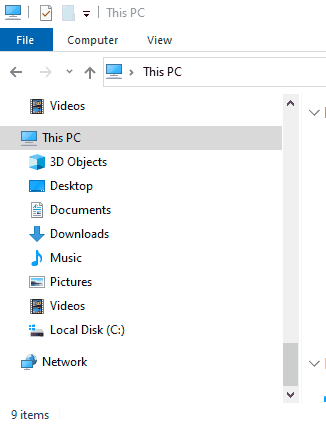 This PC
File Computer View
This PC
Videos
This PC
3D Objects
Desktop
Documents
Downloads
Music
Pictures
Videos
Local Disk (C:)
Network
9 items